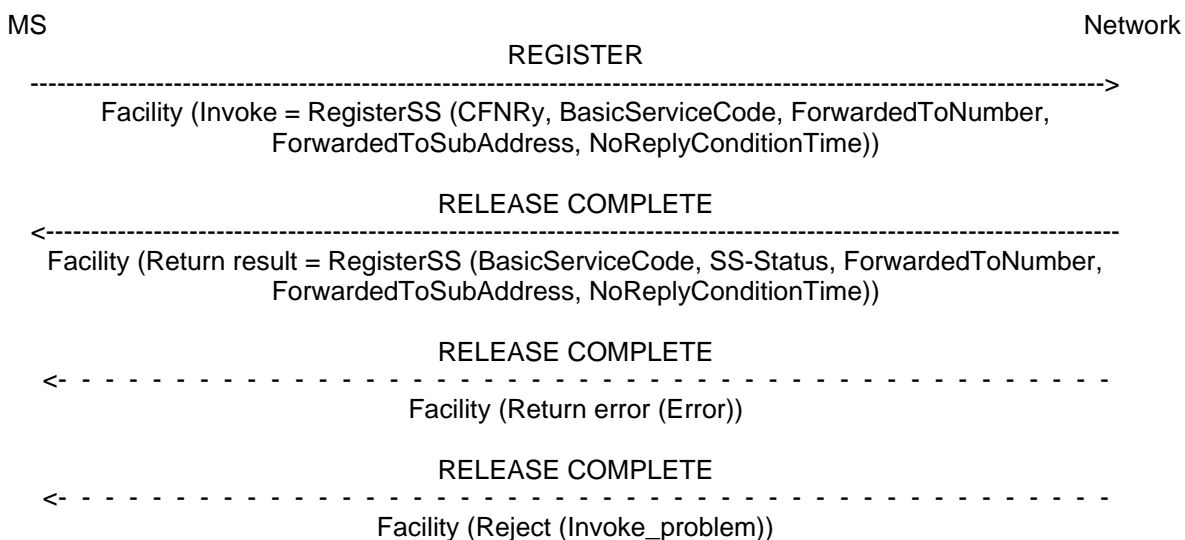 MS Network
REGISTER
------------------------------------------------------------------------------------------------------------------------>
Facility (Invoke = RegisterSS (CFNRy, BasicServiceCode, ForwardedToNumber,
ForwardedToSubAddress, NoReplyConditionTime))
RELEASE COMPLETE
<------------------------------------------------------------------------------------------------------------------------
Facility (Return result = RegisterSS (BasicServiceCode, SS-Status, ForwardedToNumber,
ForwardedToSubAddress, NoReplyConditionTime))
RELEASE COMPLETE
<- - - - - - - - - - - - - - - - - - - - - - - - - - - - - - - - - - - - - - - - - - - - -
Facility (Return error (Error))
RELEASE COMPLETE
<- - - - - - - - - - - - - - - - - - - - - - - - - - - - - - - - - - - - - - - - - - - - -
Facility (Reject (Invoke_problem))